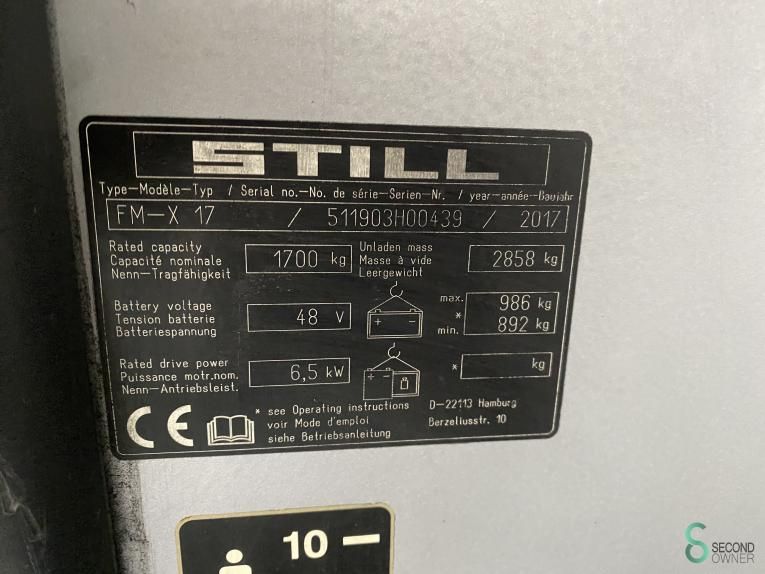 STILL
Type-Modèle-Typ / Serial no.-No. de série-Serien-Nr. / year-année-Baujahr
FM-X 17 / 511903H00439 / 2017
Rated capacity
Capacité nominale
Nenn-Tragfähigkeit
1700 kg
Unladen mass
Masse à vide
Leergewicht
2858 kg
Battery voltage
Tension batterie
Batteriespannung
48 V
+ -
max. 986 kg
*
min. 892 kg
Rated drive power
Puissance motr.nom.
Nenn-Antriebsleist.
6,5 kW
+ -
* kg
CE
* see Operating instructions
voir Mode d'emploi
siehe Betriebsanleitung
D-22113 Hamburg
Berzeliusstr. 10
10 -
SECOND
OWNER